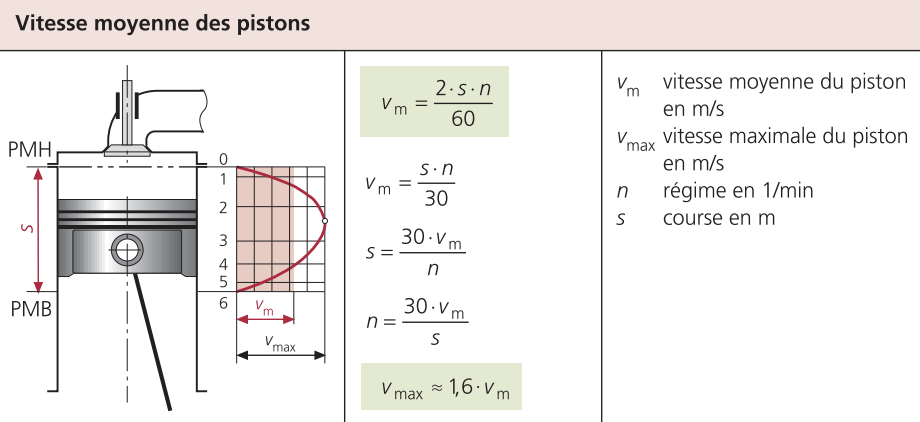 Vitesse moyenne des pistons
PMH
s
PMB
0
1
2
3
4
5
6
v_m
v_max
v_m = 2·s·n / 60
v_m = s·n / 30
s = 30·v_m / n
n = 30·v_m / s
v_max ≈ 1,6·v_m
v_m vitesse moyenne du piston
en m/s
v_max vitesse maximale du piston
en m/s
n régime en 1/min
s course en m